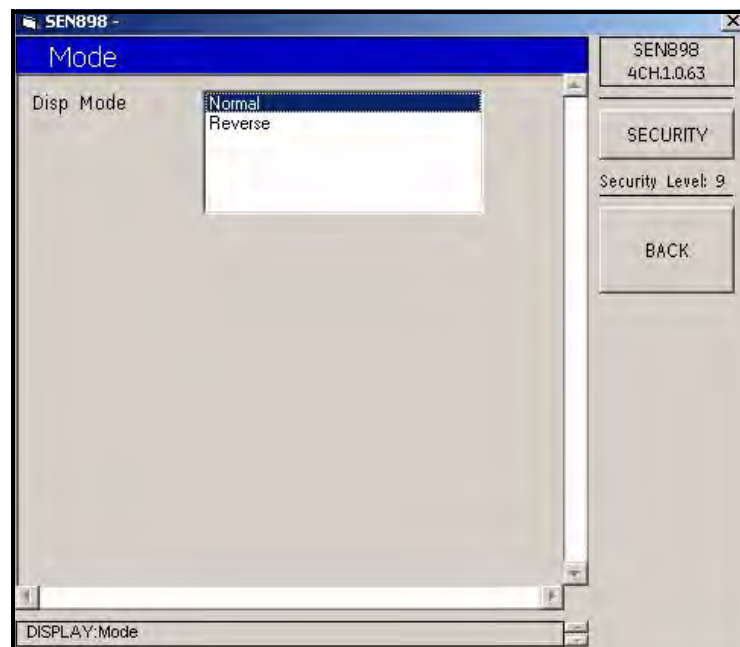 SEN898 -
Mode
Disp Mode
Normal
Reverse
SEN898
4CH.1.0.63
SECURITY
Security Level: 9
BACK
DISPLAY:Mode